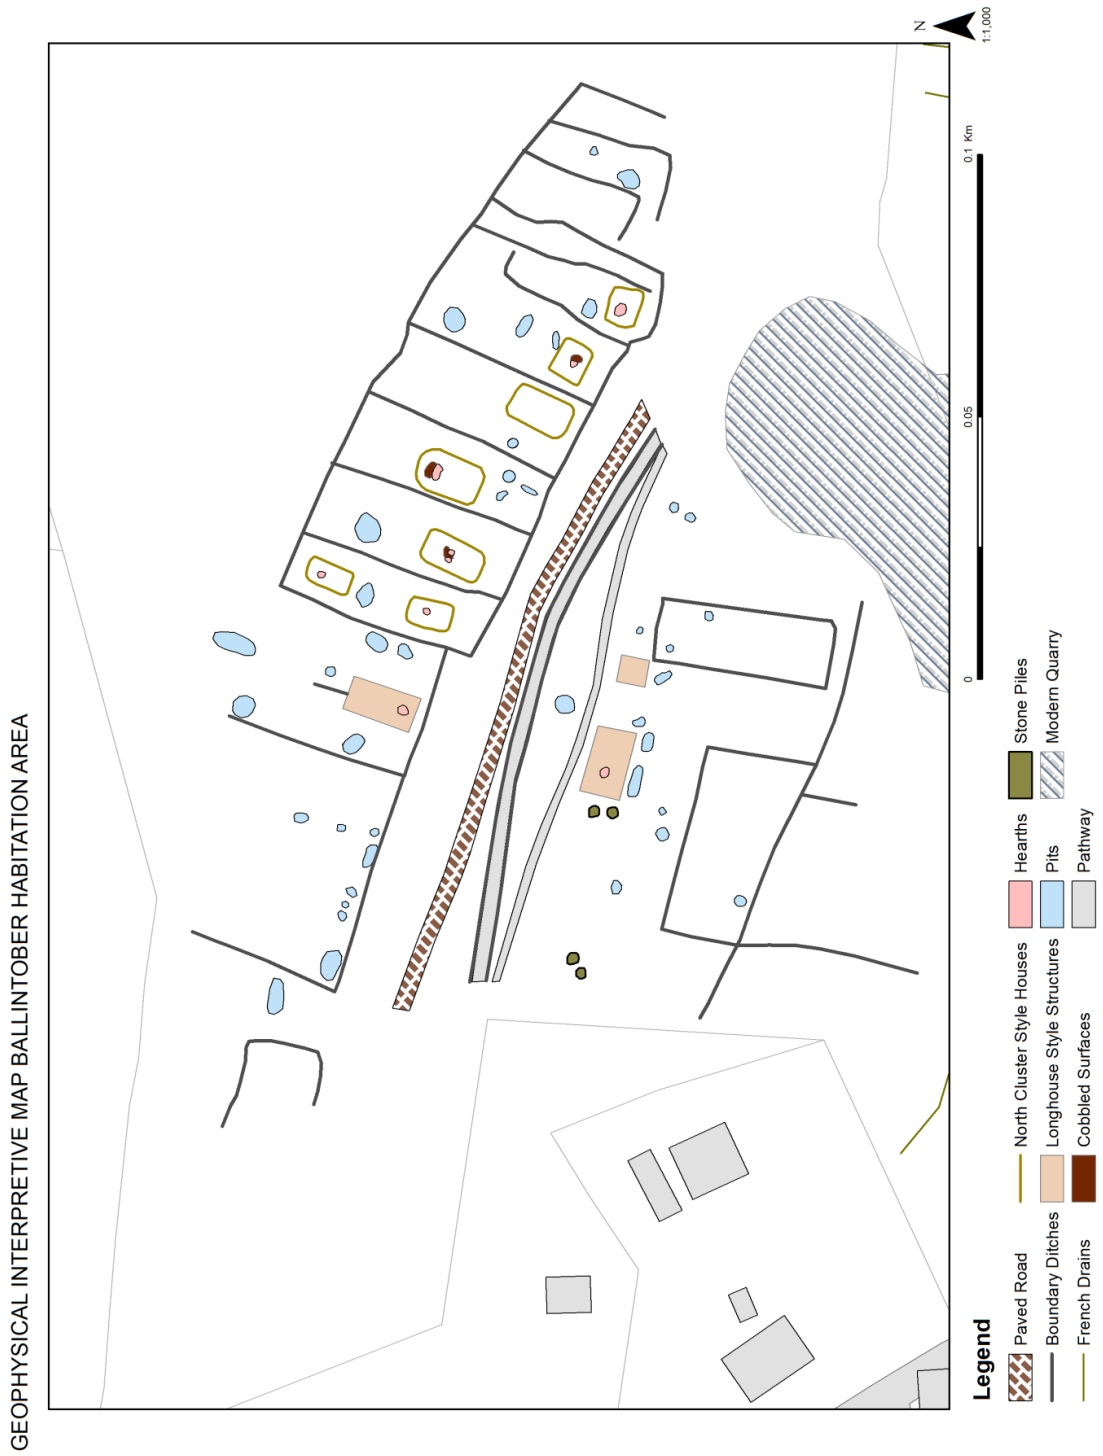 GEOPHYSICAL INTERPRETIVE MAP BALLINTOBER HABITATION AREA
N
1:1,000
0
0.05
0.1 Km
Legend
Paved Road
Boundary Ditches
French Drains
North Cluster Style Houses
Longhouse Style Structures
Cobbled Surfaces
Hearths
Pits
Pathway
Stone Piles
Modern Quarry